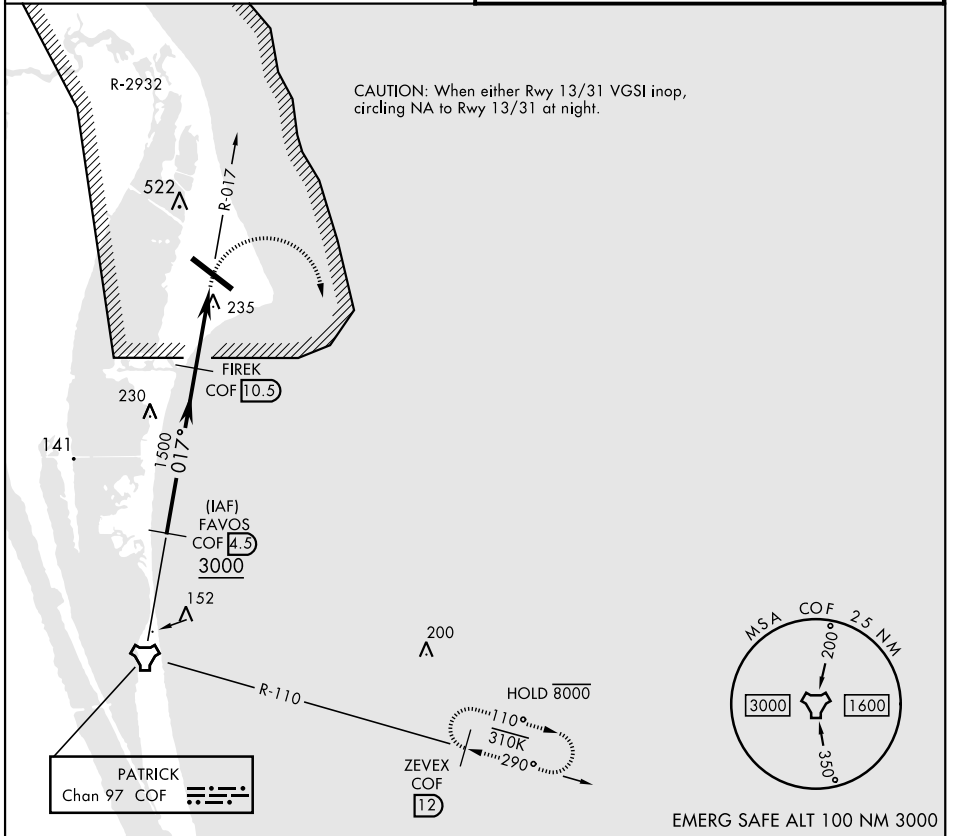 R-2932
CAUTION: When either Rwy 13/31 VGSI inop,
circling NA to Rwy 13/31 at night.
522
R-017
235
FIREK
COF 10.5
230
141
1500
017°
(IAF)
FAVOS
COF 4.5
3000
152
200
R-110
HOLD 8000
110°
310K
290°
ZEVEX
COF
12
PATRICK
Chan 97 COF
MSA COF 25 NM
200°
3000
1600
350°
EMERG SAFE ALT 100 NM 3000